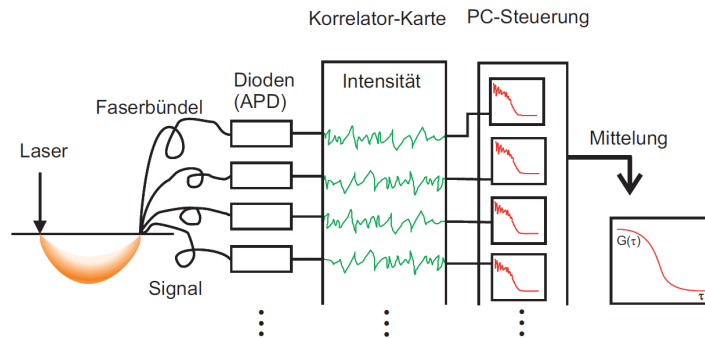 Korrelator-Karte
PC-Steuerung
Dioden
(APD)
Intensität
Faserbündel
Laser
Mittelung
Signal
G(τ)
τ